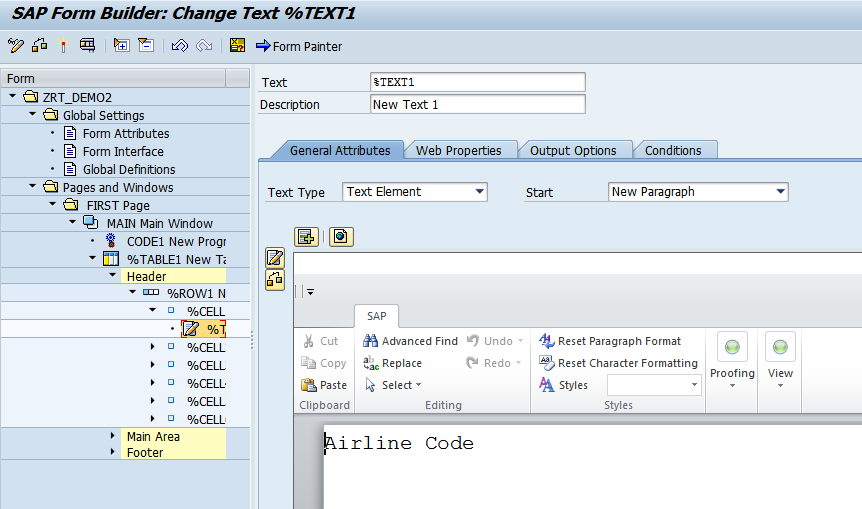 SAP Form Builder: Change Text %TEXT1
Form Painter
Form
ZRT_DEMO2
Global Settings
Form Attributes
Form Interface
Global Definitions
Pages and Windows
FIRST Page
MAIN Main Window
CODE1 New Progr
%TABLE1 New Ta
Header
%ROW1 N
%CELL
%T
%CELL
%CELL
%CELL
%CELL
%CELL
Main Area
Footer
Text %TEXT1
Description New Text 1
General Attributes Web Properties Output Options Conditions
Text Type Text Element Start New Paragraph
SAP
Cut Advanced Find Undo Reset Paragraph Format
Copy Replace Redo Reset Character Formatting
Paste Select Styles
Proofing View
Clipboard Editing Styles
Airline Code